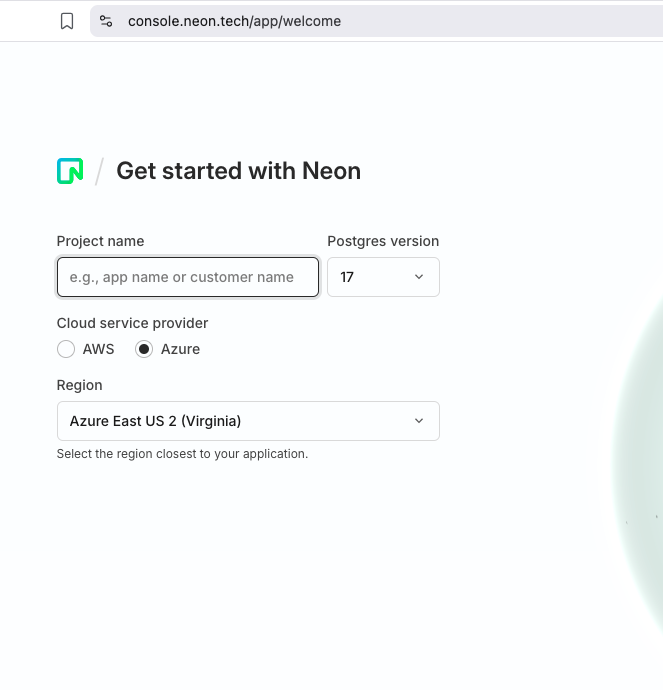 console.neon.tech/app/welcome
/ Get started with Neon
Project name
Postgres version
e.g., app name or customer name
17
Cloud service provider
AWS
Azure
Region
Azure East US 2 (Virginia)
Select the region closest to your application.